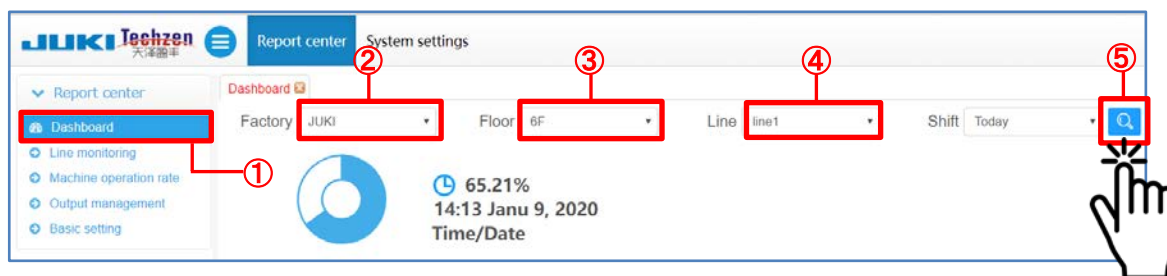 JUKI Techzen
天泽盟丰
Report center System settings
② ③ ④ ⑤
Report center
Dashboard
Factory JUKI Floor 6F Line line1 Shift Today
Dashboard
Line monitoring
①
Machine operation rate
Output management
Basic setting
65.21%
14:13 Janu 9, 2020
Time/Date